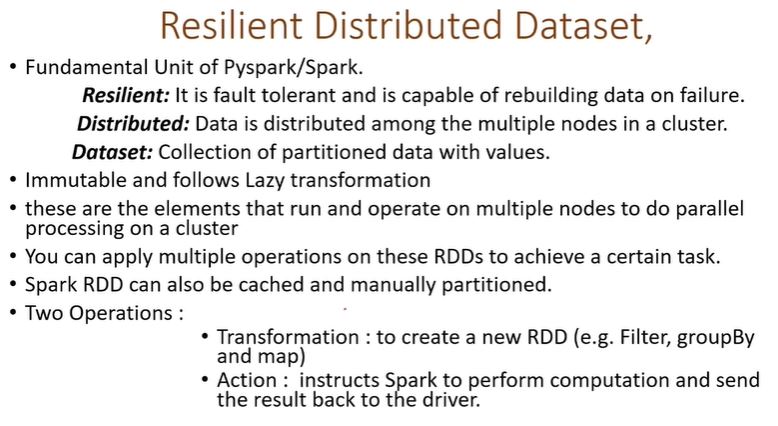 Resilient Distributed Dataset,
• Fundamental Unit of Pyspark/Spark.
Resilient: It is fault tolerant and is capable of rebuilding data on failure.
Distributed: Data is distributed among the multiple nodes in a cluster.
Dataset: Collection of partitioned data with values.
• Immutable and follows Lazy transformation
• these are the elements that run and operate on multiple nodes to do parallel
processing on a cluster
• You can apply multiple operations on these RDDs to achieve a certain task.
• Spark RDD can also be cached and manually partitioned.
• Two Operations :
• Transformation : to create a new RDD (e.g. Filter, groupBy
and map)
• Action : instructs Spark to perform computation and send
the result back to the driver.